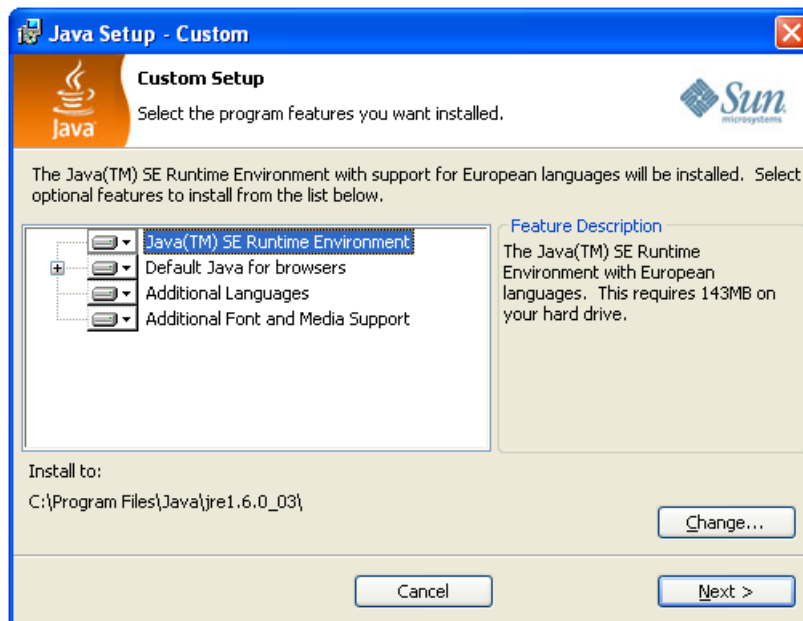 Java Setup - Custom
Java
Custom Setup
Select the program features you want installed.
Sun
microsystems
The Java(TM) SE Runtime Environment with support for European languages will be installed. Select
optional features to install from the list below.
Java(TM) SE Runtime Environment
Default Java for browsers
Additional Languages
Additional Font and Media Support
Feature Description
The Java(TM) SE Runtime
Environment with European
languages. This requires 143MB on
your hard drive.
Install to:
C:\Program Files\Java\jre1.6.0_03\
Change...
Cancel
Next >